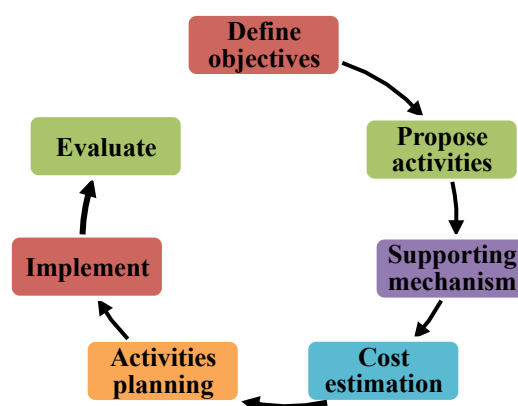 Define
objectives
Propose
activities
Supporting
mechanism
Cost
estimation
Activities
planning
Implement
Evaluate